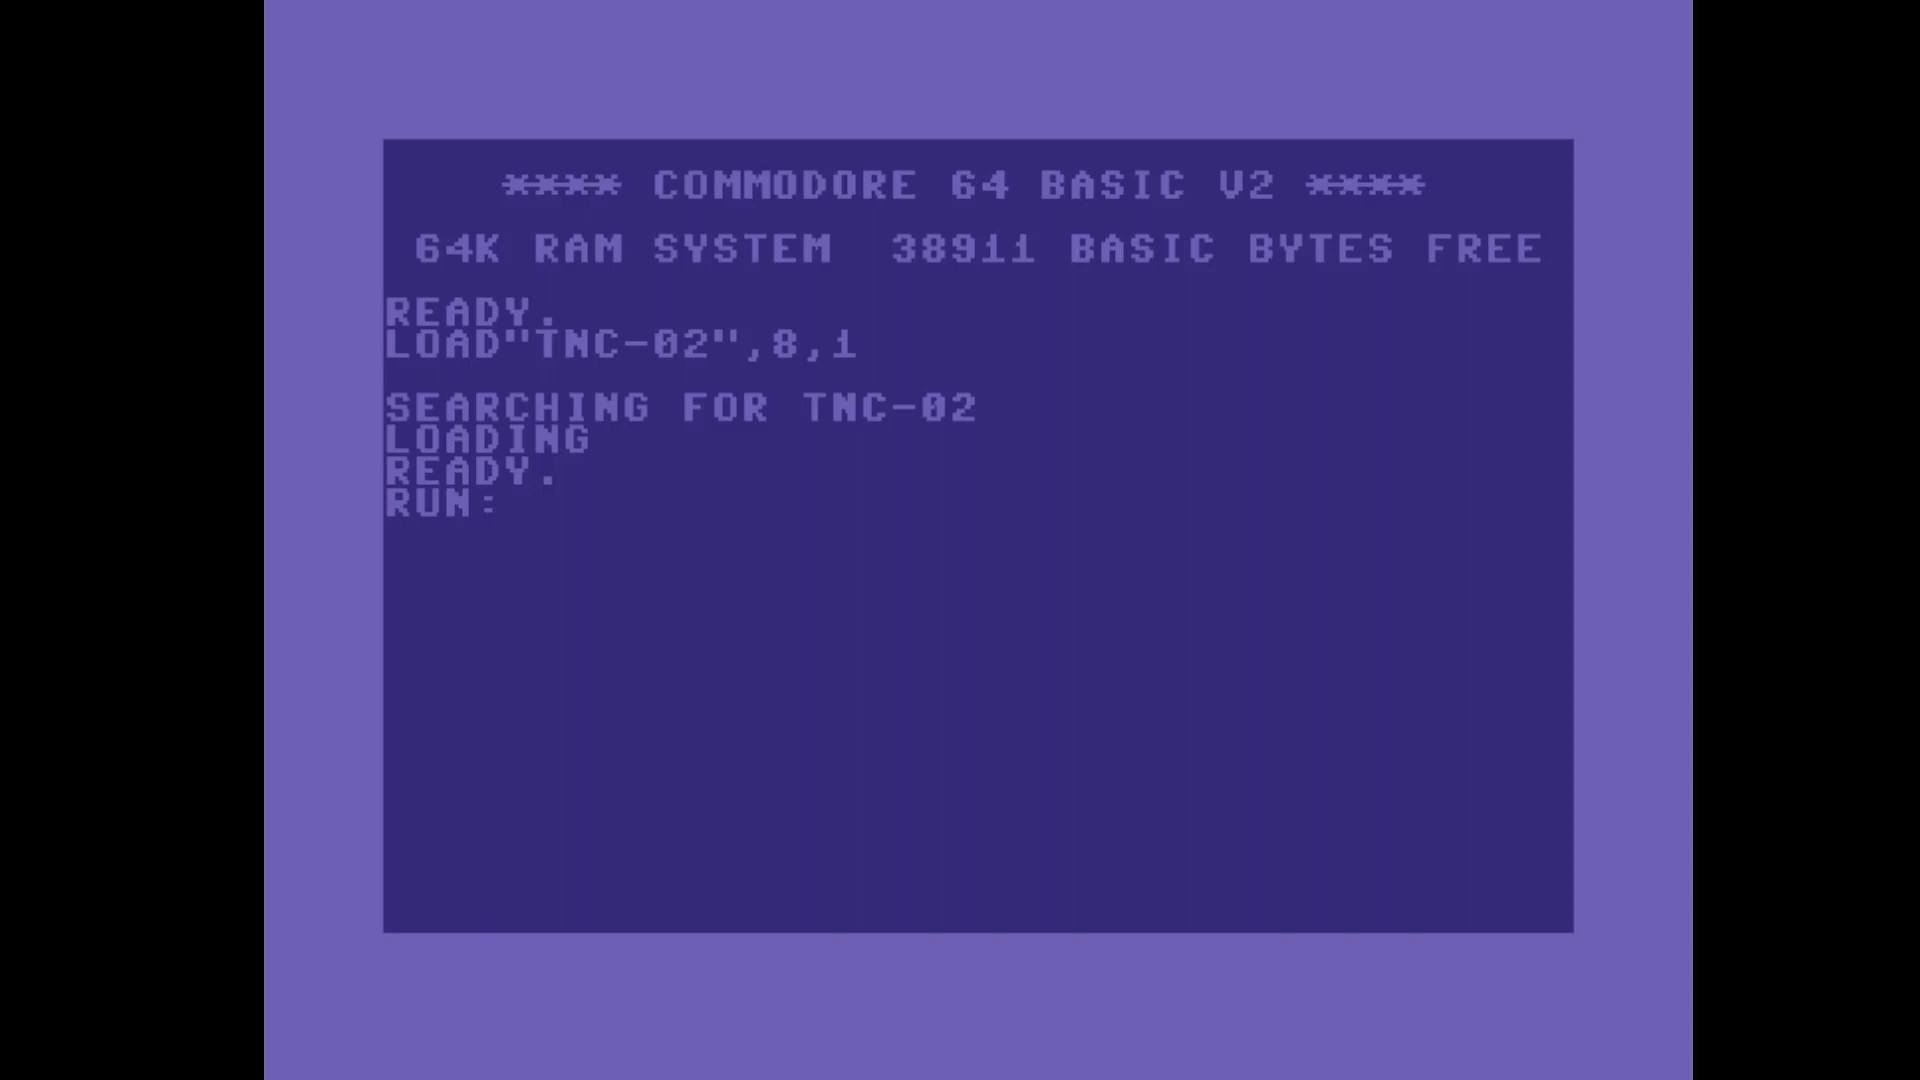 **** COMMODORE 64 BASIC V2 ****
64K RAM SYSTEM  38911 BASIC BYTES FREE
READY.
LOAD"TNC-02",8,1
SEARCHING FOR TNC-02
LOADING
READY.
RUN: